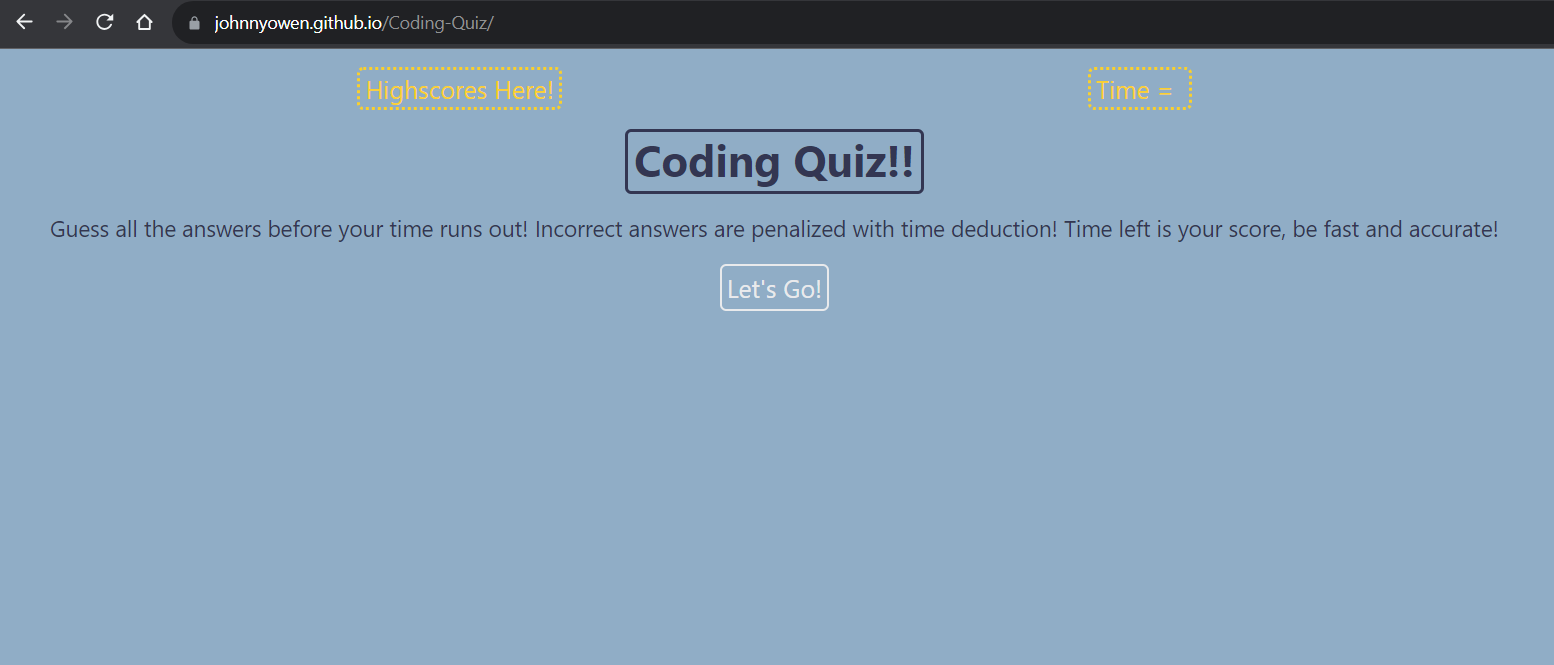 johnnyowen.github.io/Coding-Quiz/
Highscores Here! Time =
Coding Quiz!!
Guess all the answers before your time runs out! Incorrect answers are penalized with time deduction! Time left is your score, be fast and accurate!
Let's Go!